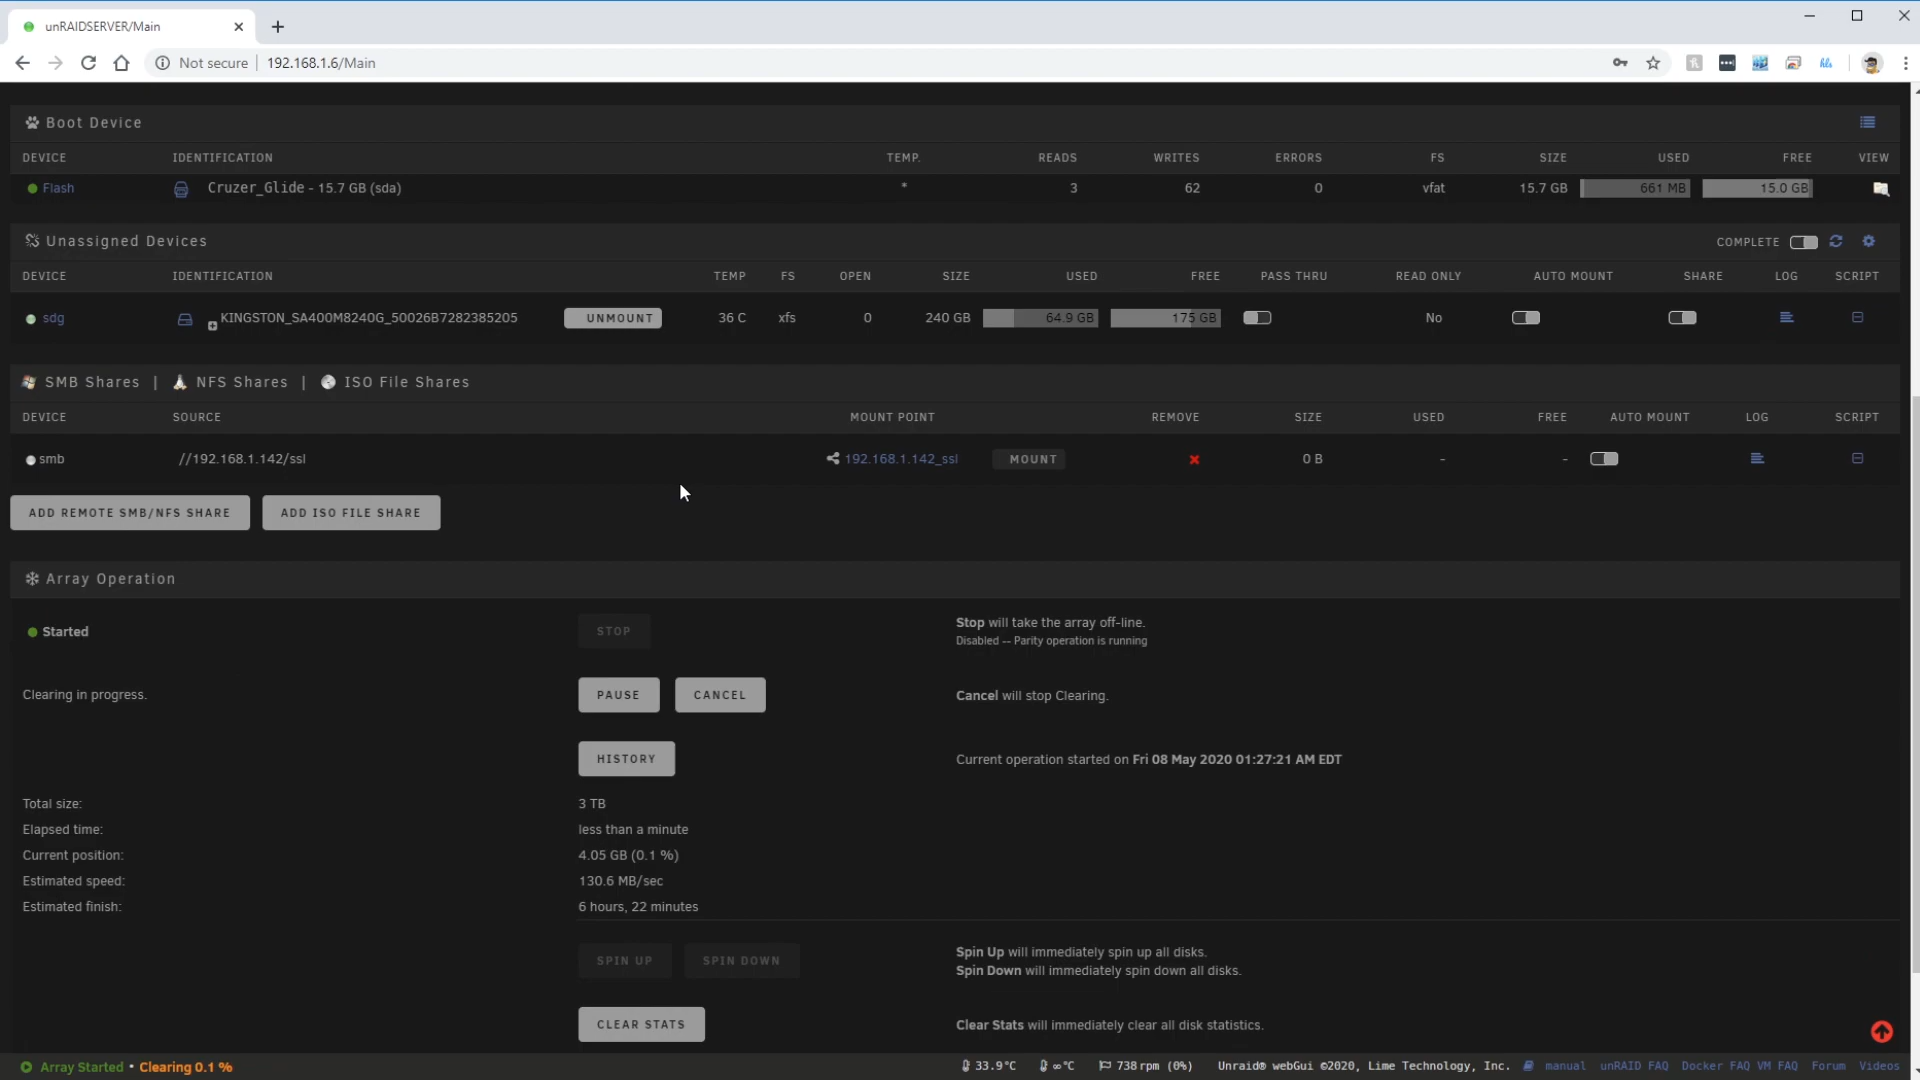 unRAIDSERVER/Main
Not secure | 192.168.1.6/Main
Boot Device
DEVICE IDENTIFICATION TEMP. READS WRITES ERRORS FS SIZE USED FREE VIEW
Flash Cruzer_Glide - 15.7 GB (sda) * 3 62 0 vfat 15.7 GB 661 MB 15.0 GB
Unassigned Devices COMPLETE
DEVICE IDENTIFICATION TEMP FS OPEN SIZE USED FREE PASS THRU READ ONLY AUTO MOUNT SHARE LOG SCRIPT
sdg KINGSTON_SA400M8240G_50026B7282385205 UNMOUNT 36 C xfs 0 240 GB 64.9 GB 175 GB No
SMB Shares | NFS Shares | ISO File Shares
DEVICE SOURCE MOUNT POINT REMOVE SIZE USED FREE AUTO MOUNT LOG SCRIPT
smb //192.168.1.142/ssl 192.168.1.142_ssl MOUNT 0 B - -
ADD REMOTE SMB/NFS SHARE ADD ISO FILE SHARE
Array Operation
Started STOP Stop will take the array off-line.
Disabled -- Parity operation is running
Clearing in progress. PAUSE CANCEL Cancel will stop Clearing.
HISTORY Current operation started on Fri 08 May 2020 01:27:21 AM EDT
Total size: 3 TB
Elapsed time: less than a minute
Current position: 4.05 GB (0.1 %)
Estimated speed: 130.6 MB/sec
Estimated finish: 6 hours, 22 minutes
SPIN UP SPIN DOWN Spin Up will immediately spin up all disks.
Spin Down will immediately spin down all disks.
CLEAR STATS Clear Stats will immediately clear all disk statistics.
Array Started • Clearing 0.1 % 33.9°C ∞°C 738 rpm (0%) Unraid® webGui ©2020, Lime Technology, Inc. manual unRAID FAQ Docker FAQ VM FAQ Forum Videos